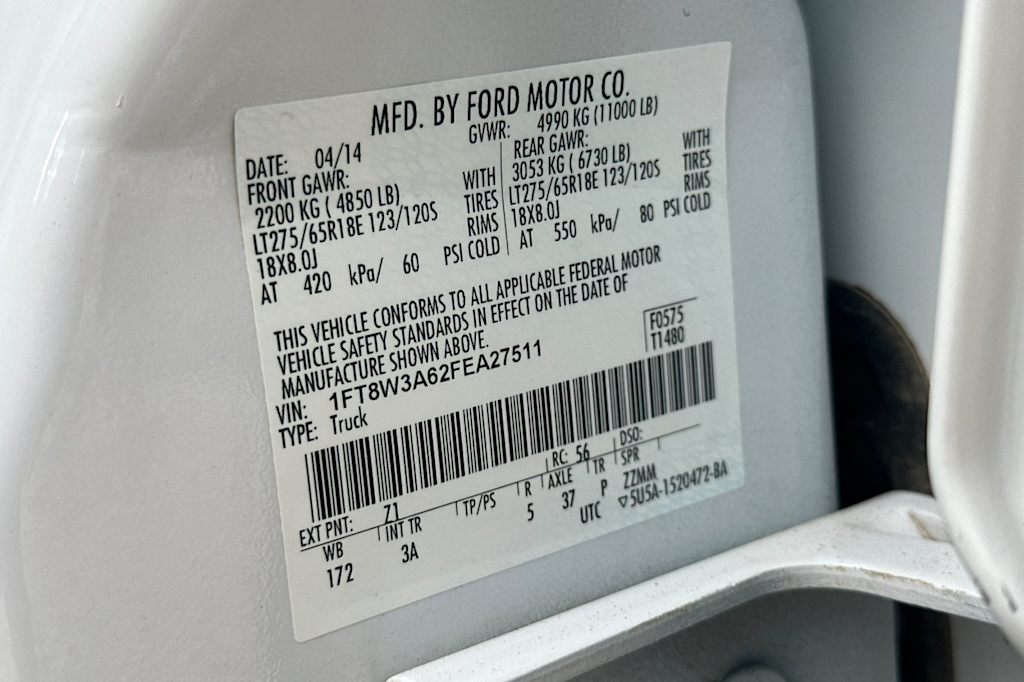 MFD. BY FORD MOTOR CO.
DATE: 04/14 GVWR: 4990 KG (11000 LB)
FRONT GAWR: REAR GAWR:
2200 KG ( 4850 LB) WITH 3053 KG ( 6730 LB) WITH
LT275/65R18E 123/120S TIRES LT275/65R18E 123/120S TIRES
18X8.0J RIMS 18X8.0J RIMS
AT 420 kPa/ 60 PSI COLD AT 550 kPa/ 80 PSI COLD
THIS VEHICLE CONFORMS TO ALL APPLICABLE FEDERAL MOTOR
VEHICLE SAFETY STANDARDS IN EFFECT ON THE DATE OF
MANUFACTURE SHOWN ABOVE.
VIN: 1FT8W3A62FEA27511
TYPE: Truck
F0575
T1480
EXT PNT: Z1 RC: 56 DSO:
WB INT TR TP/PS R AXLE TR SPR
172 3A 5 37 P ZZMM
UTC ▽5U5A-1520472-BA